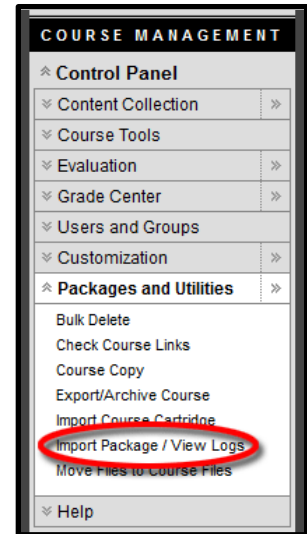 COURSE MANAGEMENT
Control Panel
Content Collection
Course Tools
Evaluation
Grade Center
Users and Groups
Customization
Packages and Utilities
Bulk Delete
Check Course Links
Course Copy
Export/Archive Course
Import Course Cartridge
Import Package / View Logs
Move Files to Course Files
Help